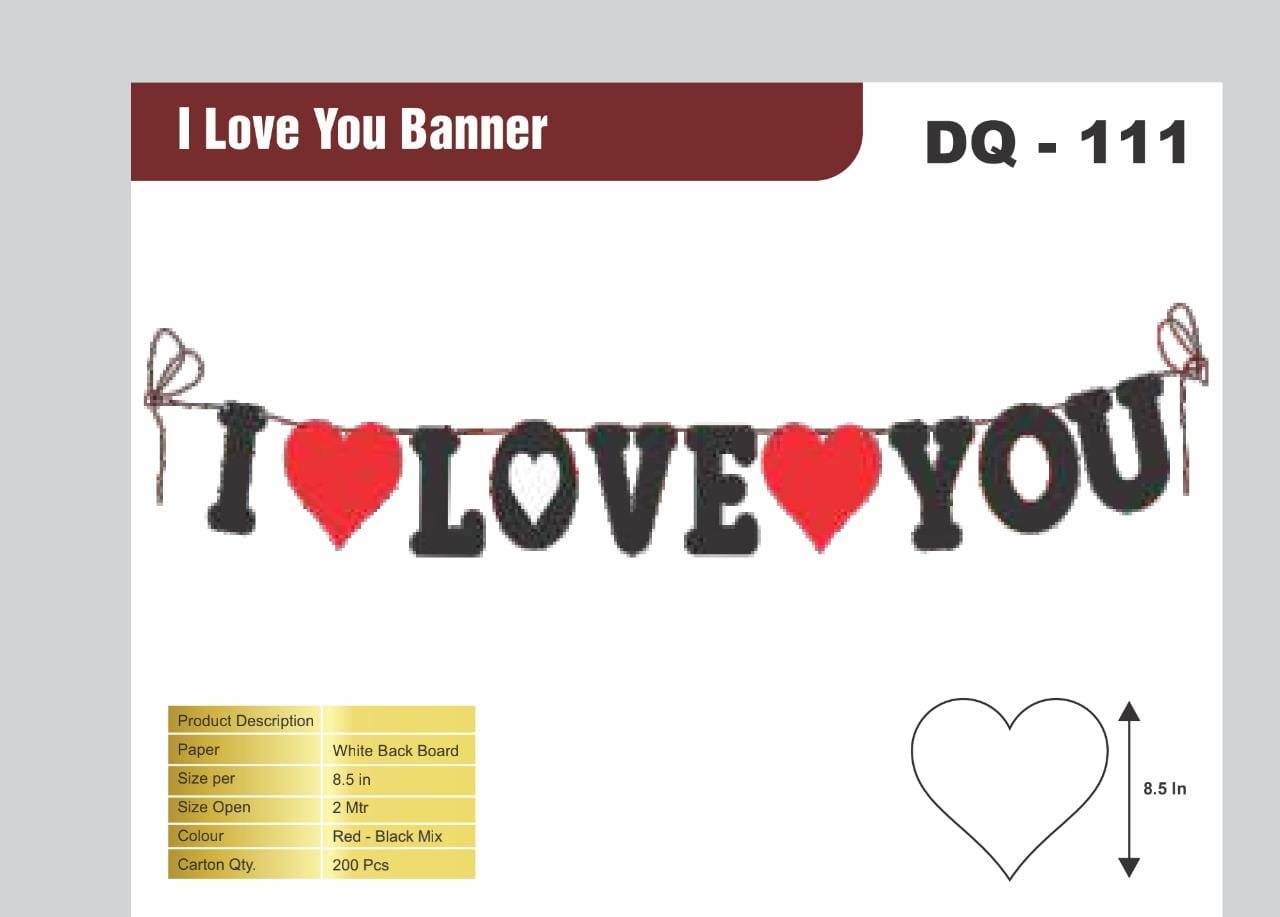 I Love You Banner
DQ - 111
I LOVE YOU
Product Description
Paper White Back Board
Size per 8.5 in
Size Open 2 Mtr
Colour Red - Black Mix
Carton Qty. 200 Pcs
8.5 In